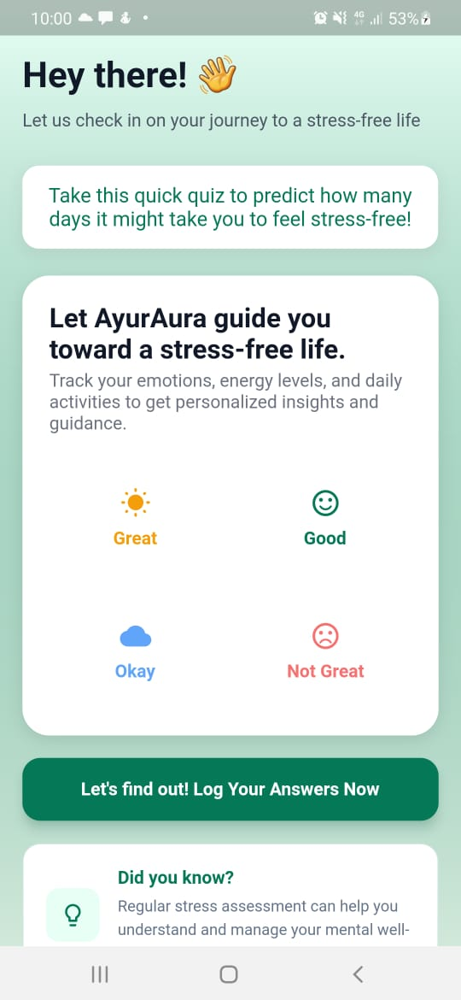 10:00
4G
53%
Hey there! 👋
Let us check in on your journey to a stress-free life
Take this quick quiz to predict how many
days it might take you to feel stress-free!
Let AyurAura guide you
toward a stress-free life.
Track your emotions, energy levels, and daily
activities to get personalized insights and
guidance.
Great
Good
Okay
Not Great
Let's find out! Log Your Answers Now
Did you know?
Regular stress assessment can help you
understand and manage your mental well-